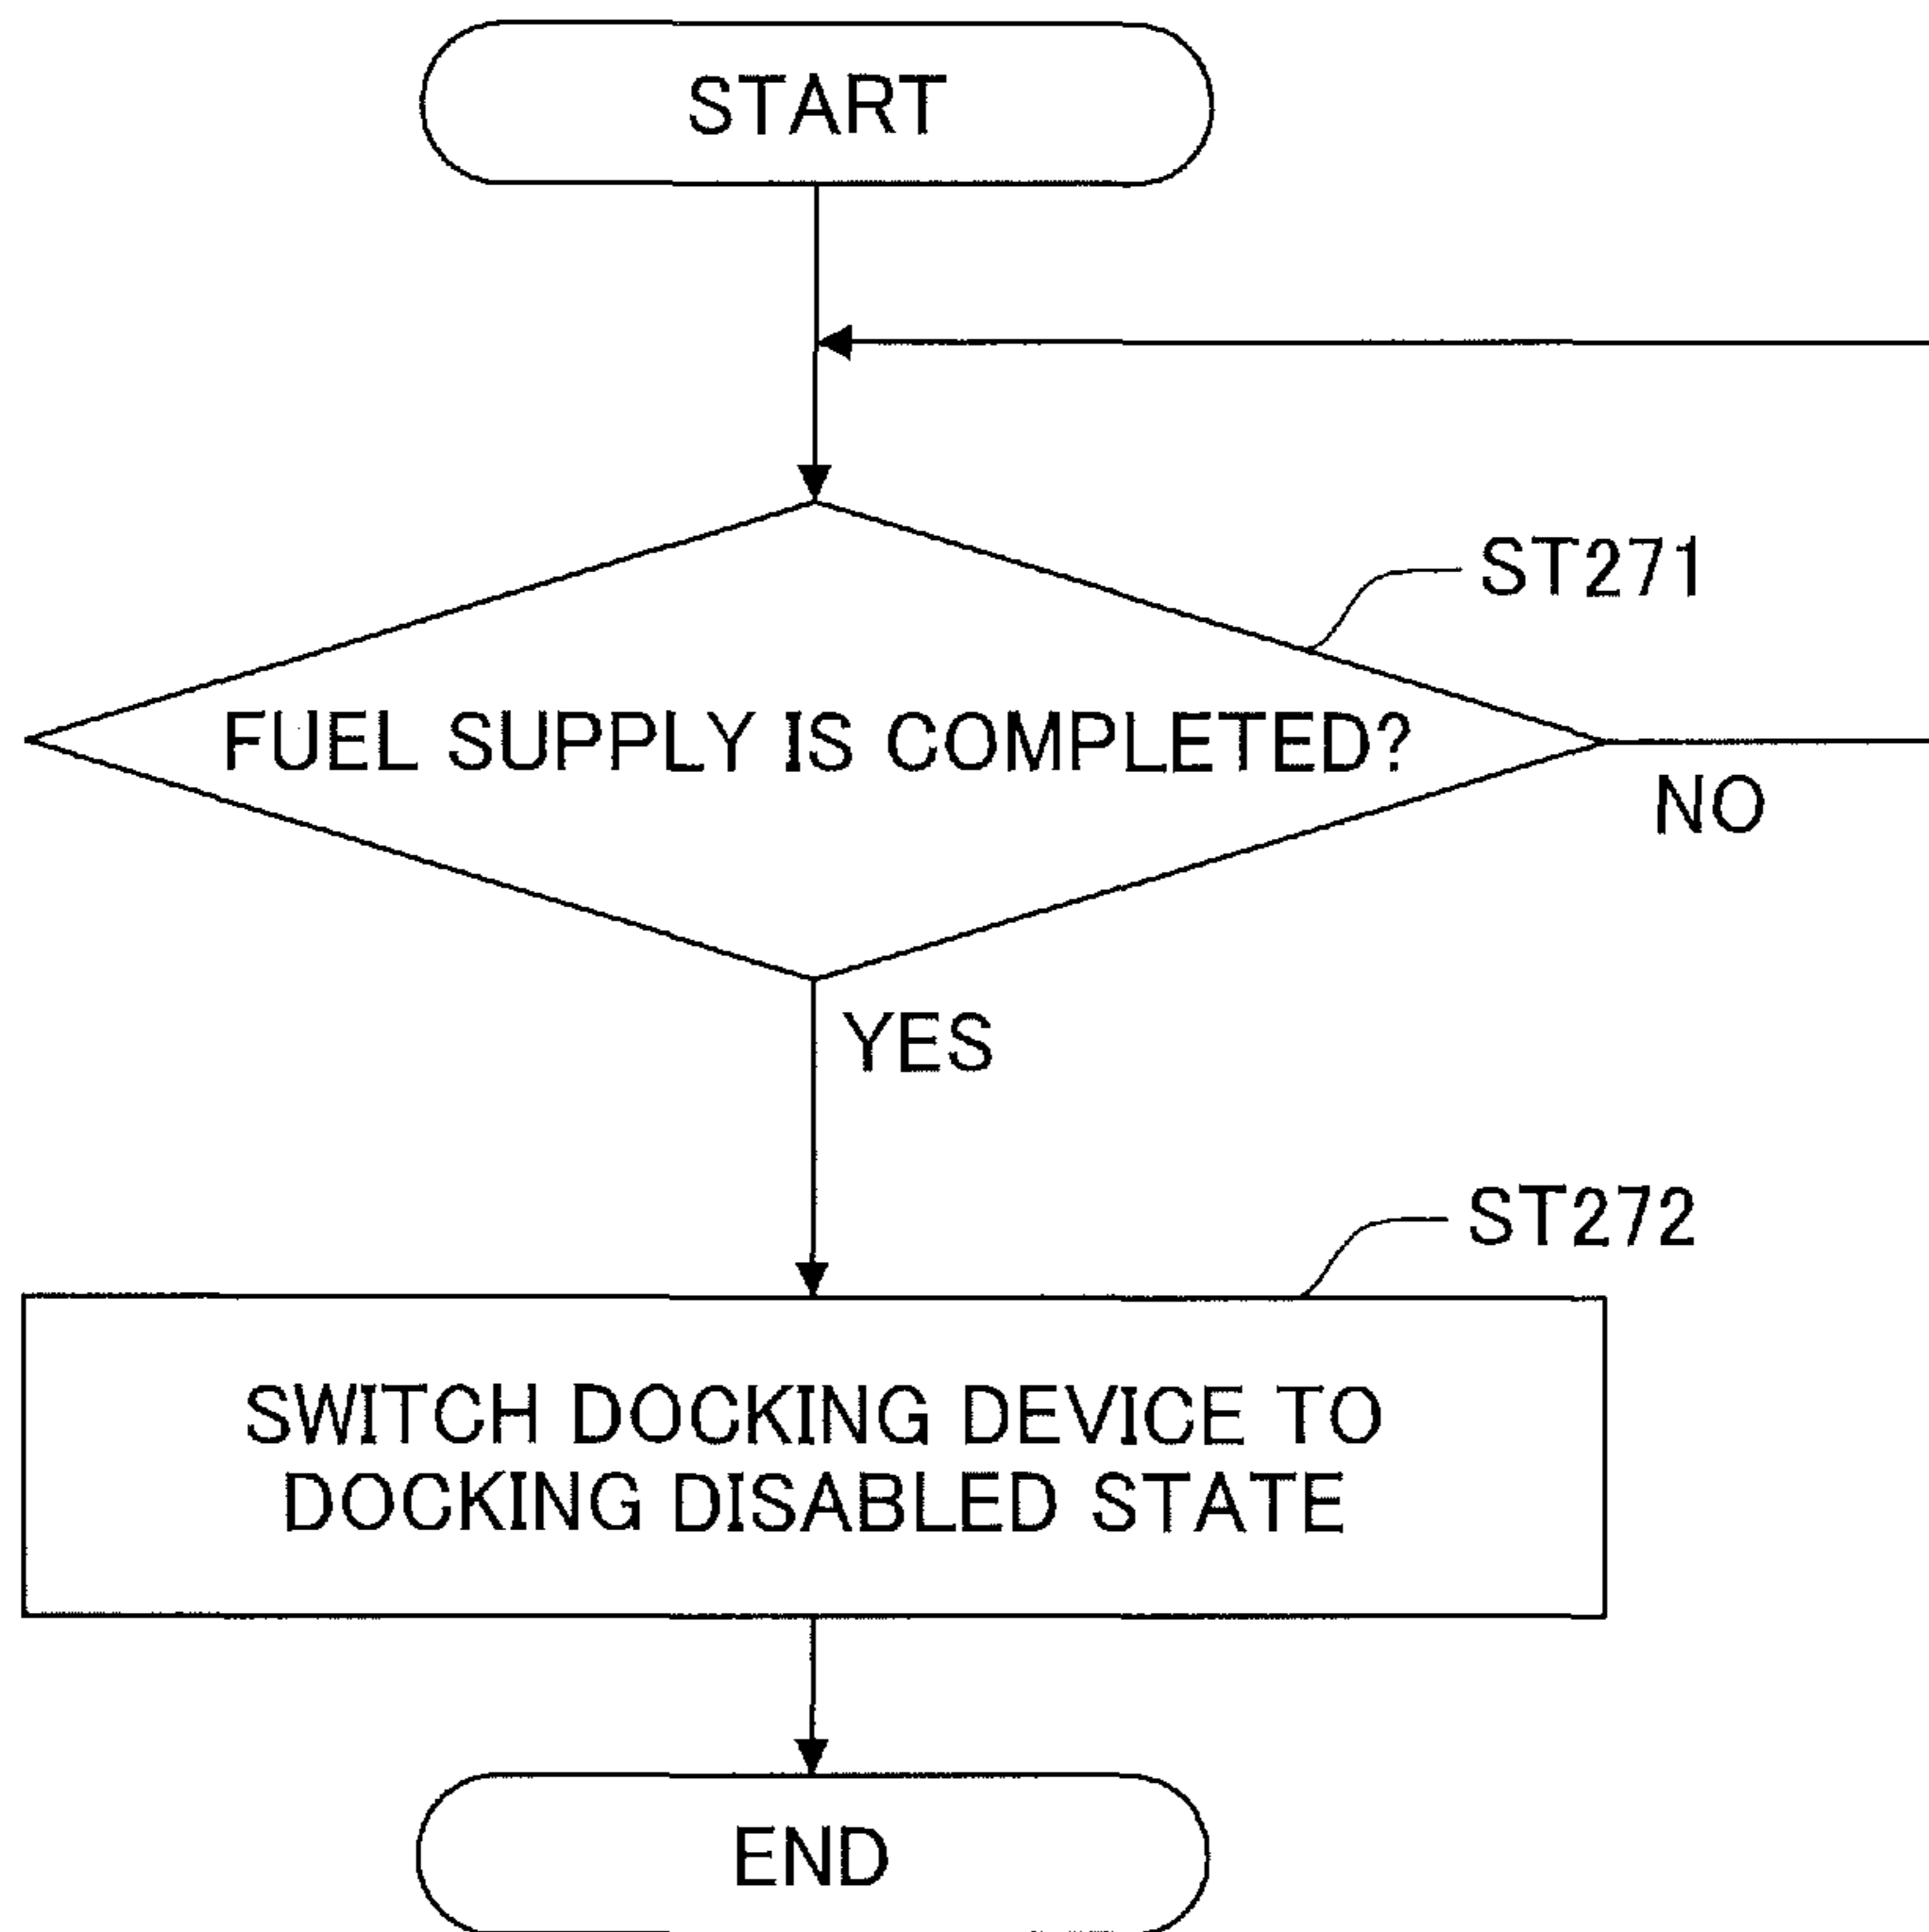 START
ST271
FUEL SUPPLY IS COMPLETED?
NO
YES
ST272
SWITCH DOCKING DEVICE TO
DOCKING DISABLED STATE
END